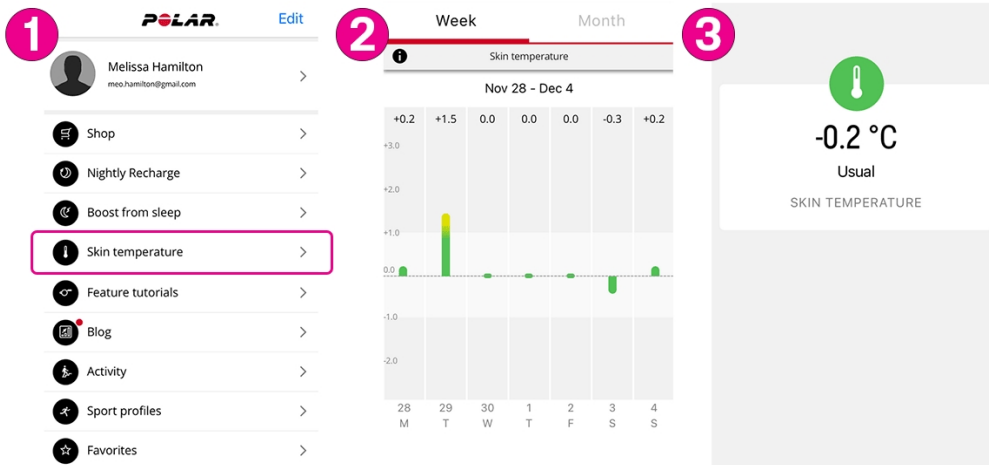 1
POLAR.
Edit
Melissa Hamilton
meo.hamilton@gmail.com
Shop
Nightly Recharge
Boost from sleep
Skin temperature
Feature tutorials
Blog
Activity
Sport profiles
Favorites
2
Week Month
Skin temperature
Nov 28 - Dec 4
+0.2 +1.5 0.0 0.0 0.0 -0.3 +0.2
+3.0
+2.0
+1.0
0.0
-1.0
-2.0
28 29 30 1 2 3 4
M T W T F S S
3
-0.2 °C
Usual
SKIN TEMPERATURE